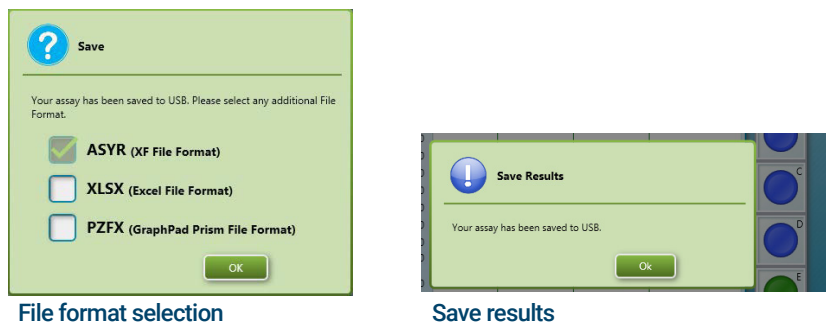 Save
Your assay has been saved to USB. Please select any additional File
Format.
ASYR (XF File Format)
XLSX (Excel File Format)
PZFX (GraphPad Prism File Format)
OK
File format selection
Save Results
Your assay has been saved to USB.
Ok
C
D
E
Save results